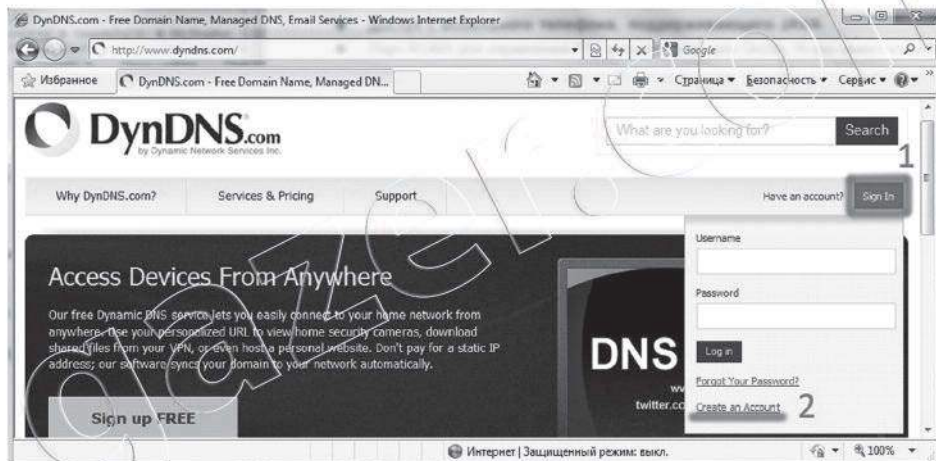 DynDNS.com - Free Domain Name, Managed DNS, Email Services - Windows Internet Explorer
http://www.dyndns.com/
Google
Избранное
DynDNS.com - Free Domain Name, Managed DN...
Страница
Безопасность
Сервис
DynDNS.com
by Dynamic Network Services Inc.
What are you looking for?
Search
1
Why DynDNS.com?
Services & Pricing
Support
Have an account?
Sign In
Username
Password
Log in
Forgot Your Password?
Create an Account
2
Access Devices From Anywhere
Our free Dynamic DNS service lets you easily connect to your home network from
anywhere. Use your personalized URL to view home security cameras, download
shared files from your VPN, or even host a personal website. Don't pay for a static IP
address; our software syncs your domain to your network automatically.
Sign up FREE
DNS
ww
twitter.co
Интернет | Защищенный режим: выкл.
100%